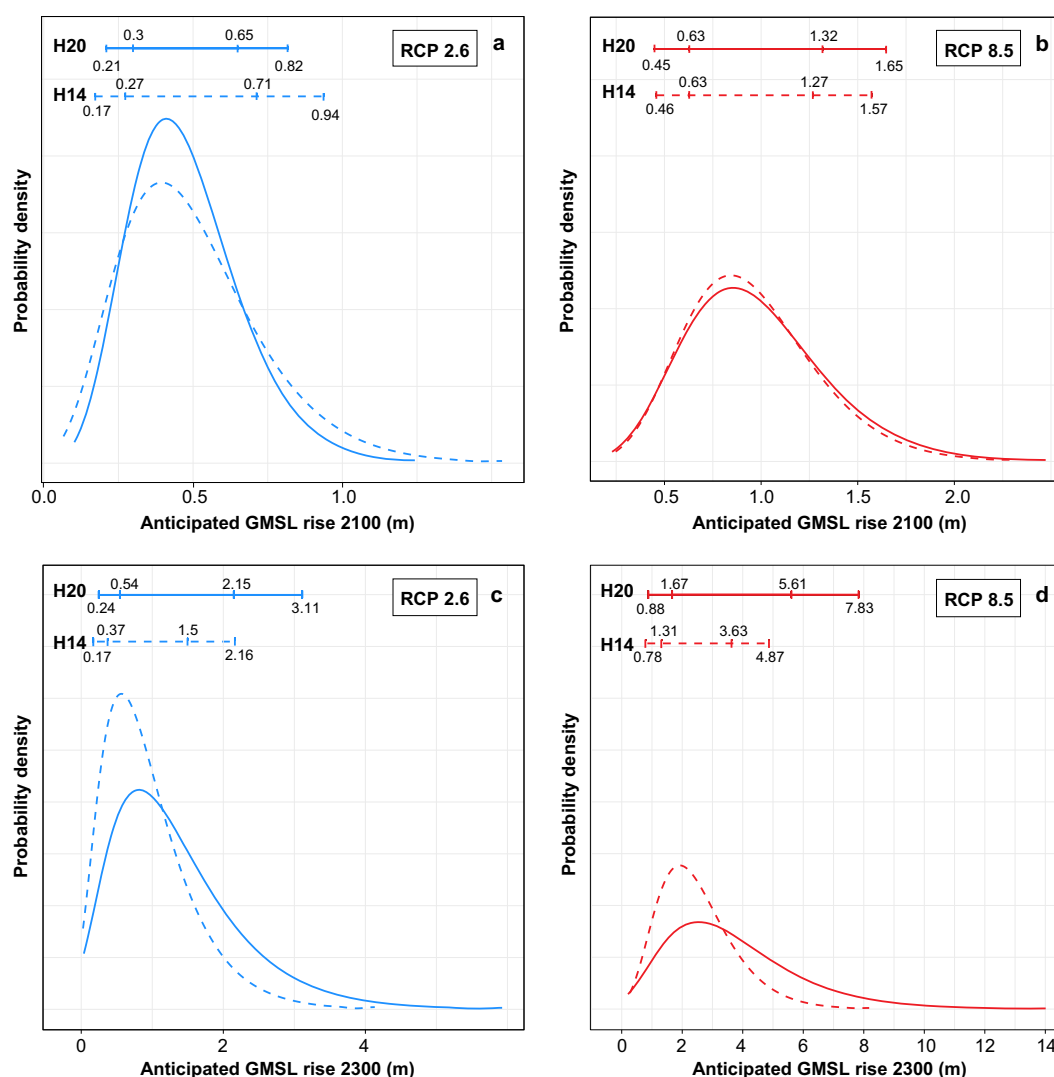 a
RCP 2.6
H20
0.3 0.65
0.21 0.82
H14
0.27 0.71
0.17 0.94
Probability density
0.0 0.5 1.0
Anticipated GMSL rise 2100 (m)
b
RCP 8.5
H20
0.63 1.32
0.45 1.65
H14
0.63 1.27
0.46 1.57
Probability density
0.5 1.0 1.5 2.0
Anticipated GMSL rise 2100 (m)
c
RCP 2.6
H20
0.54 2.15
0.24 3.11
H14
0.37 1.5
0.17 2.16
Probability density
0 2 4
Anticipated GMSL rise 2300 (m)
d
RCP 8.5
H20
1.67 5.61
0.88 7.83
H14
1.31 3.63
0.78 4.87
Probability density
0 2 4 6 8 10 12 14
Anticipated GMSL rise 2300 (m)